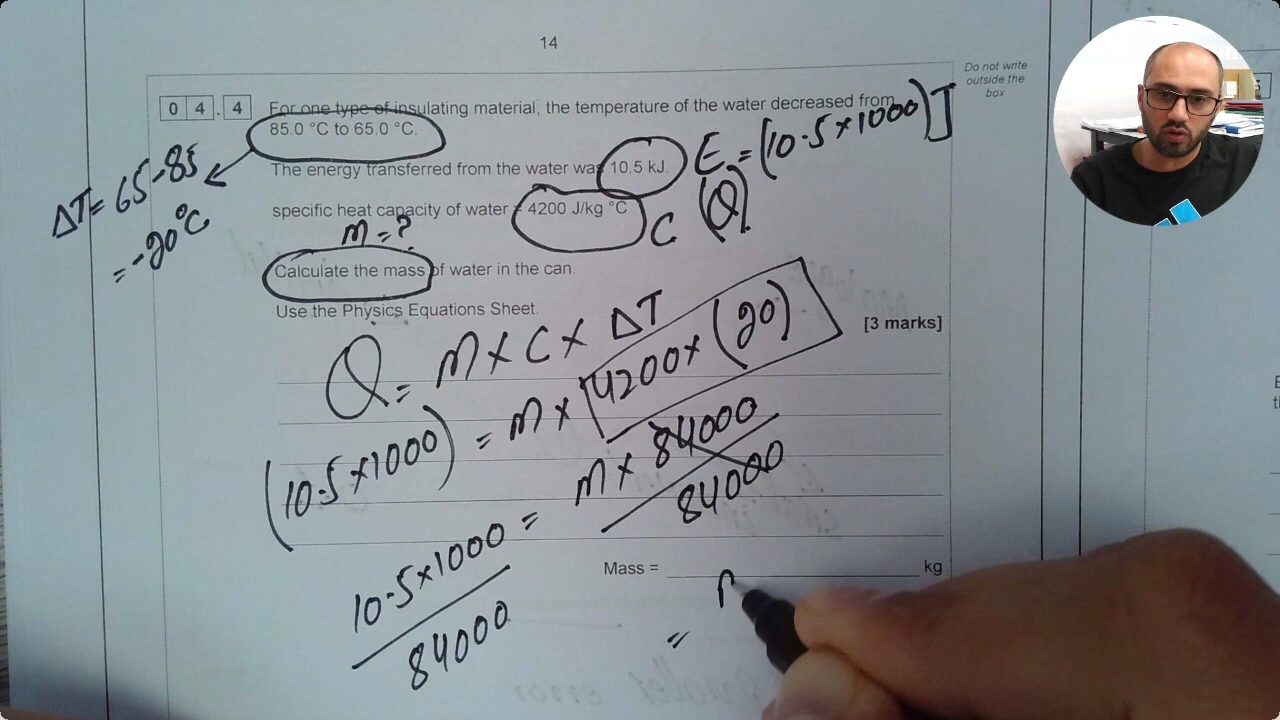 14
Do not write
outside the
box
0 4 . 4 For one type of insulating material, the temperature of the water decreased from
85.0 °C to 65.0 °C.
E = (10.5 × 1000) J
ΔT = 65 - 85
= -20°C
The energy transferred from the water was 10.5 kJ.
(Q)
specific heat capacity of water = 4200 J/kg °C
C
m = ?
Calculate the mass of water in the can.
Use the Physics Equations Sheet.
[3 marks]
Q = m × c × ΔT
(10.5 × 1000) = m × 4200 × (20)
10.5 × 1000 = m × 84000
84000 84000
Mass = kg
=